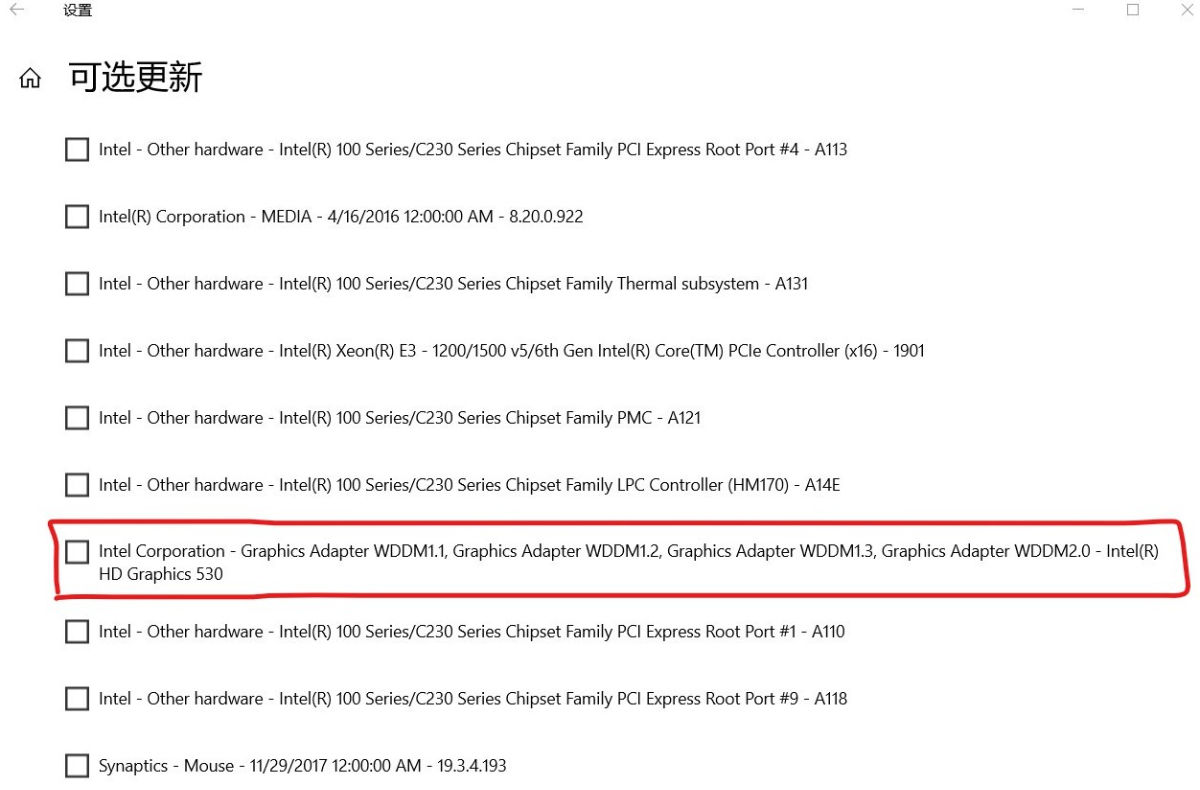 设置
可选更新
Intel - Other hardware - Intel(R) 100 Series/C230 Series Chipset Family PCI Express Root Port #4 - A113
Intel(R) Corporation - MEDIA - 4/16/2016 12:00:00 AM - 8.20.0.922
Intel - Other hardware - Intel(R) 100 Series/C230 Series Chipset Family Thermal subsystem - A131
Intel - Other hardware - Intel(R) Xeon(R) E3 - 1200/1500 v5/6th Gen Intel(R) Core(TM) PCIe Controller (x16) - 1901
Intel - Other hardware - Intel(R) 100 Series/C230 Series Chipset Family PMC - A121
Intel - Other hardware - Intel(R) 100 Series/C230 Series Chipset Family LPC Controller (HM170) - A14E
Intel Corporation - Graphics Adapter WDDM1.1, Graphics Adapter WDDM1.2, Graphics Adapter WDDM1.3, Graphics Adapter WDDM2.0 - Intel(R)
HD Graphics 530
Intel - Other hardware - Intel(R) 100 Series/C230 Series Chipset Family PCI Express Root Port #1 - A110
Intel - Other hardware - Intel(R) 100 Series/C230 Series Chipset Family PCI Express Root Port #9 - A118
Synaptics - Mouse - 11/29/2017 12:00:00 AM - 19.3.4.193